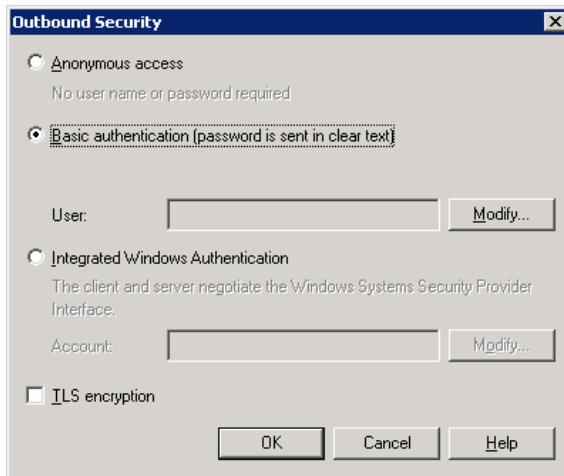 Outbound Security
Anonymous access
No user name or password required
Basic authentication (password is sent in clear text)
User:
Modify...
Integrated Windows Authentication
The client and server negotiate the Windows Systems Security Provider
Interface.
Account:
Modify...
TLS encryption
OK
Cancel
Help